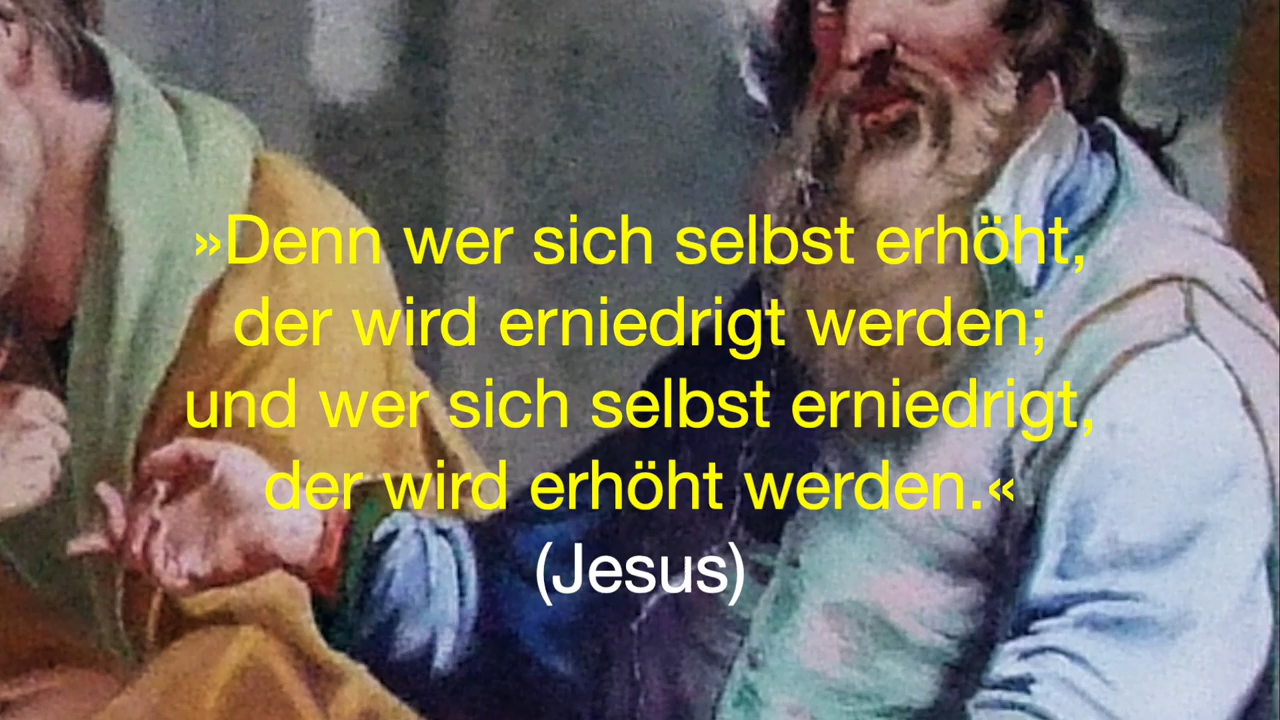 »Denn wer sich selbst erhöht,
der wird erniedrigt werden;
und wer sich selbst erniedrigt,
der wird erhöht werden.«
(Jesus)